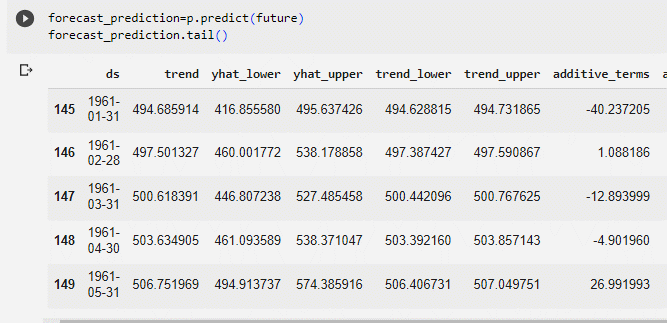 forecast_prediction=p.predict(future)
forecast_prediction.tail()
ds trend yhat_lower yhat_upper trend_lower trend_upper additive_terms a
145 1961-01-31 494.685914 416.855580 495.637426 494.628815 494.731865 -40.237205
146 1961-02-28 497.501327 460.001772 538.178858 497.387427 497.590867 1.088186
147 1961-03-31 500.618391 446.807238 527.485458 500.442096 500.767625 -12.893999
148 1961-04-30 503.634905 461.093589 538.371047 503.392160 503.857143 -4.901960
149 1961-05-31 506.751969 494.913737 574.385916 506.406731 507.049751 26.991993